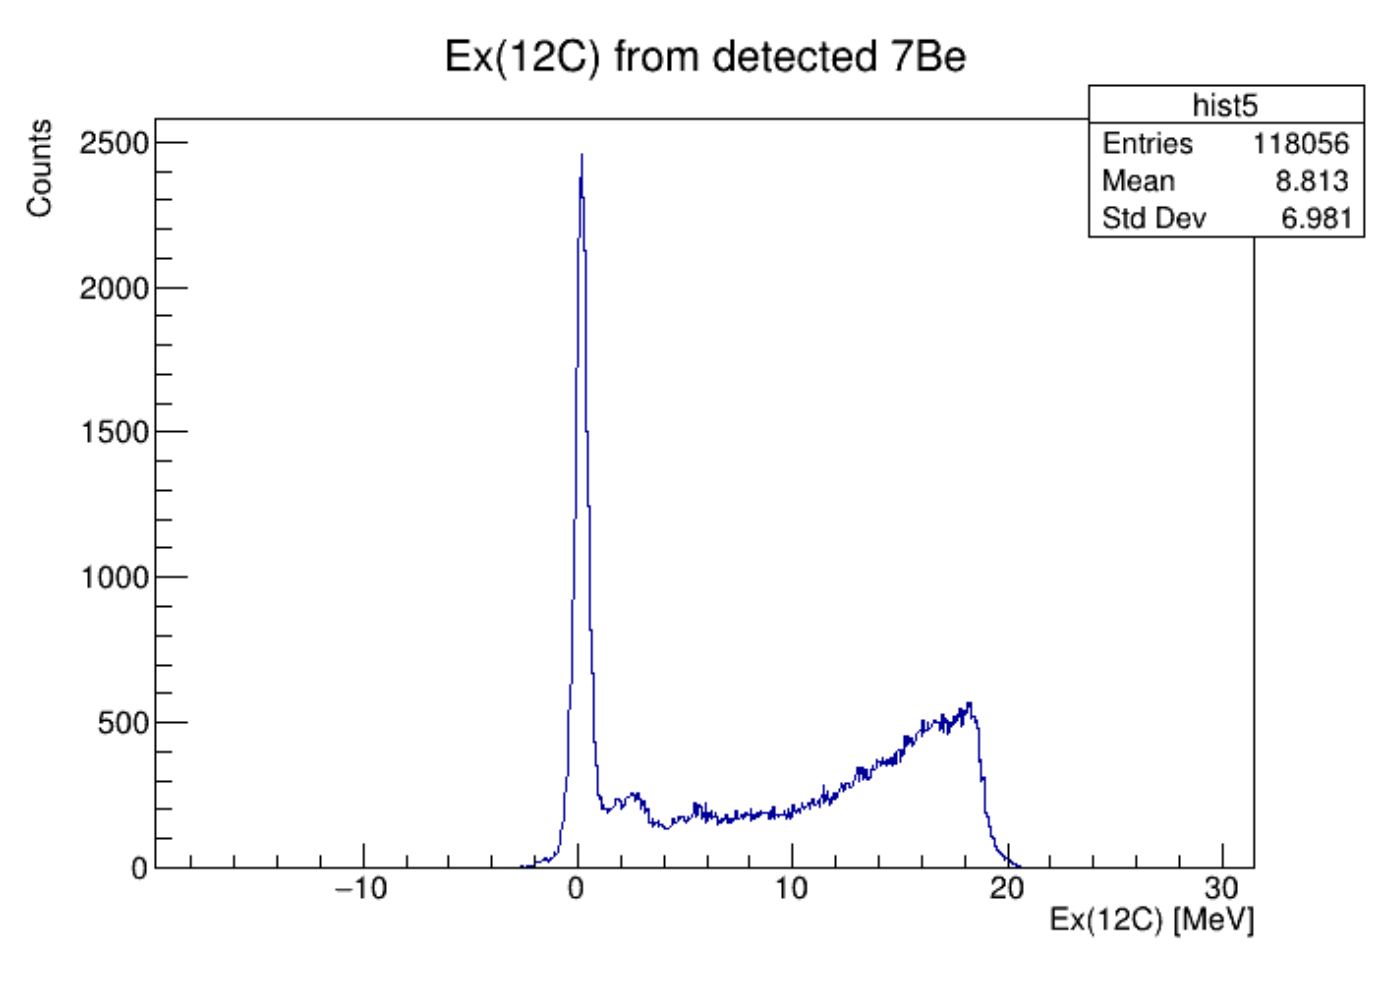 Ex(12C) from detected 7Be
hist5
Entries 118056
Mean 8.813
Std Dev 6.981
Counts
2500
2000
1500
1000
500
0
−10 0 10 20 30
Ex(12C) [MeV]